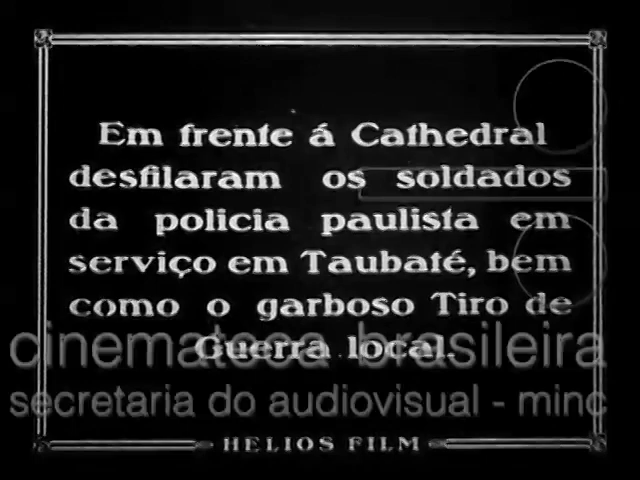 Em frente á Cathedral
desfilaram os soldados
da policia paulista em
serviço em Taubaté, bem
como o garboso Tiro de
Guerra local.
cinemateca brasileira
secretaria do audiovisual - minc
HELIOS FILM